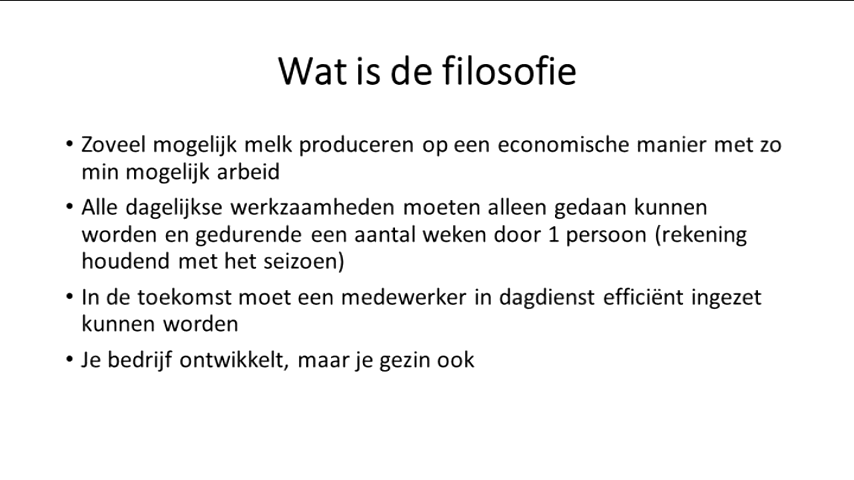 Wat is de filosofie
• Zoveel mogelijk melk produceren op een economische manier met zo
min mogelijk arbeid
• Alle dagelijkse werkzaamheden moeten alleen gedaan kunnen
worden en gedurende een aantal weken door 1 persoon (rekening
houdend met het seizoen)
• In de toekomst moet een medewerker in dagdienst efficiënt ingezet
kunnen worden
• Je bedrijf ontwikkelt, maar je gezin ook